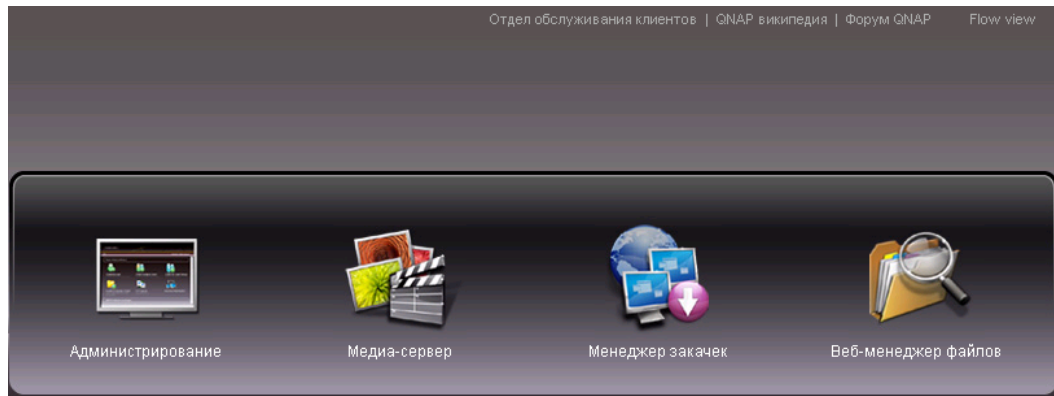 Отдел обслуживания клиентов | QNAP википедия | Форум QNAP Flow view
Администрирование Медиа-сервер Менеджер закачек Веб-менеджер файлов